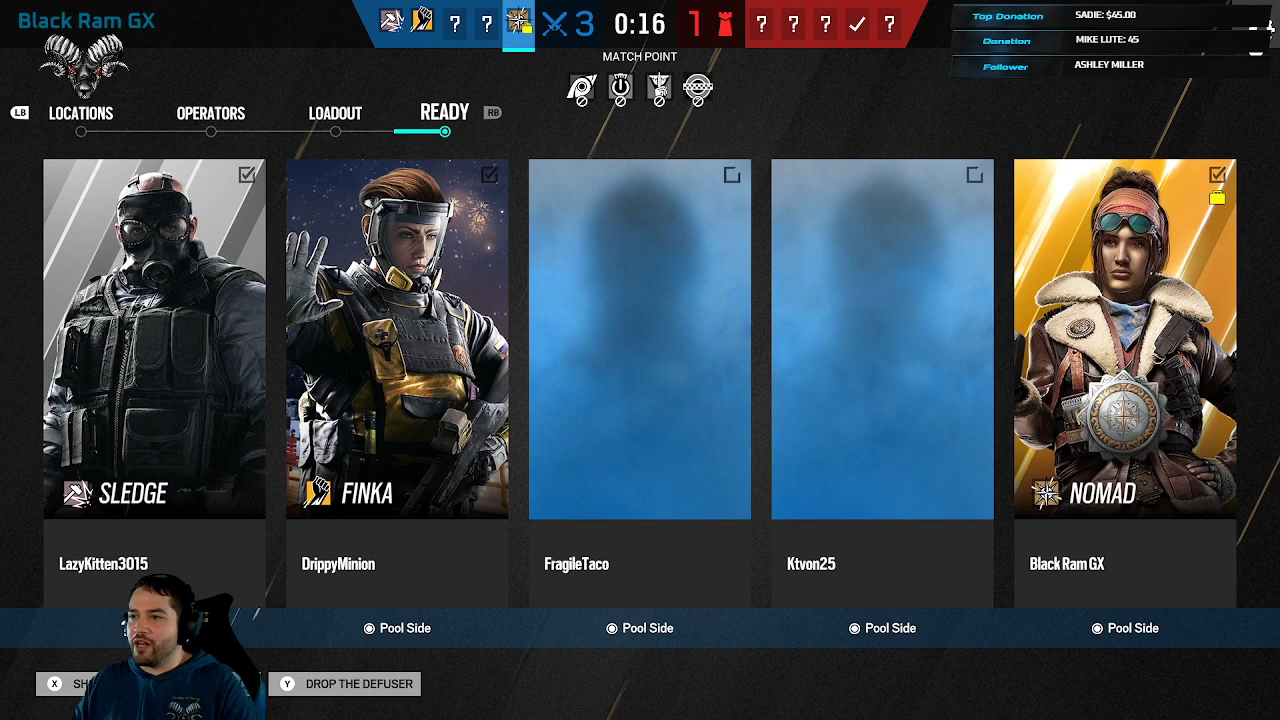 Black Ram GX
? ?
3
0:16
1
? ? ? ?
MATCH POINT
Top Donation SADIE: $45.00
Donation MIKE LUTE: 45
Follower ASHLEY MILLER
LB LOCATIONS OPERATORS LOADOUT READY RB
SLEDGE
FINKA
NOMAD
LazyKitten3015
DrippyMinion
FragileTaco
Ktvon25
Black Ram GX
Pool Side
Pool Side
Pool Side
Pool Side
X SH
Y DROP THE DEFUSER